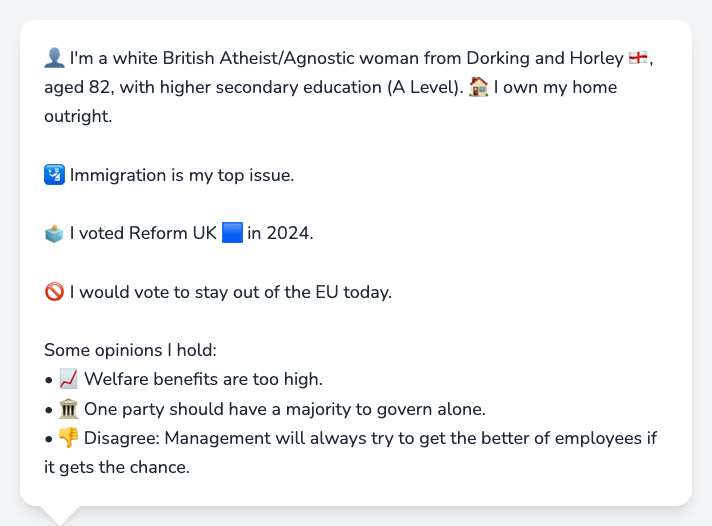 👤 I'm a white British Atheist/Agnostic woman from Dorking and Horley 🏴󠁧󠁢󠁥󠁮󠁧󠁿,
aged 82, with higher secondary education (A Level). 🏠 I own my home
outright.
🛂 Immigration is my top issue.
🗳️ I voted Reform UK 🟦 in 2024.
🚫 I would vote to stay out of the EU today.
Some opinions I hold:
• 📈 Welfare benefits are too high.
• 🏛️ One party should have a majority to govern alone.
• 👎 Disagree: Management will always try to get the better of employees if
it gets the chance.